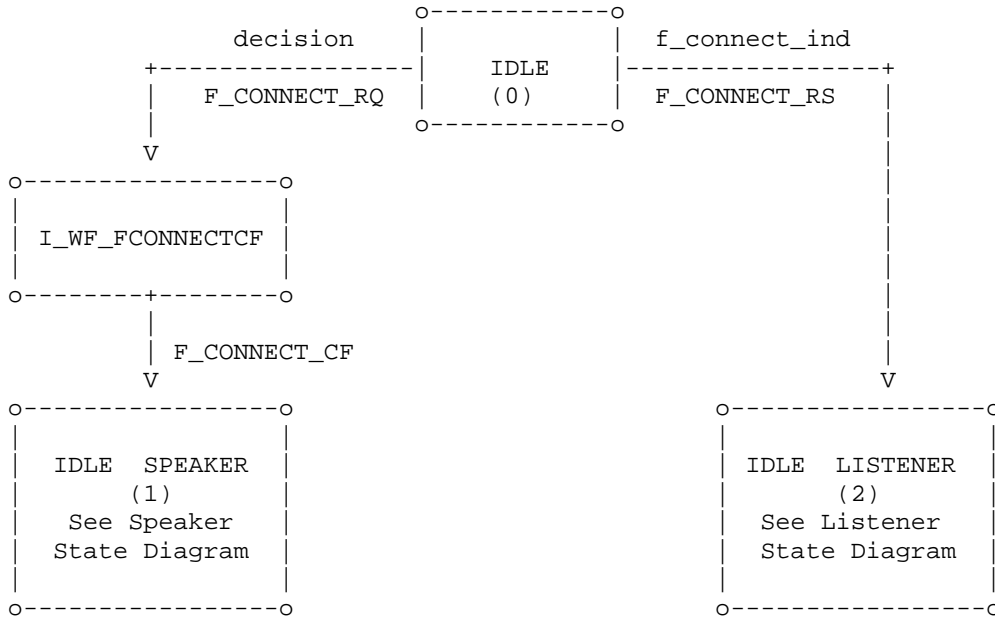 decision f_connect_ind
IDLE
F_CONNECT_RQ (0) F_CONNECT_RS
V
I_WF_FCONNECTCF
F_CONNECT_CF
V V
IDLE SPEAKER IDLE LISTENER
(1) (2)
See Speaker See Listener
State Diagram State Diagram